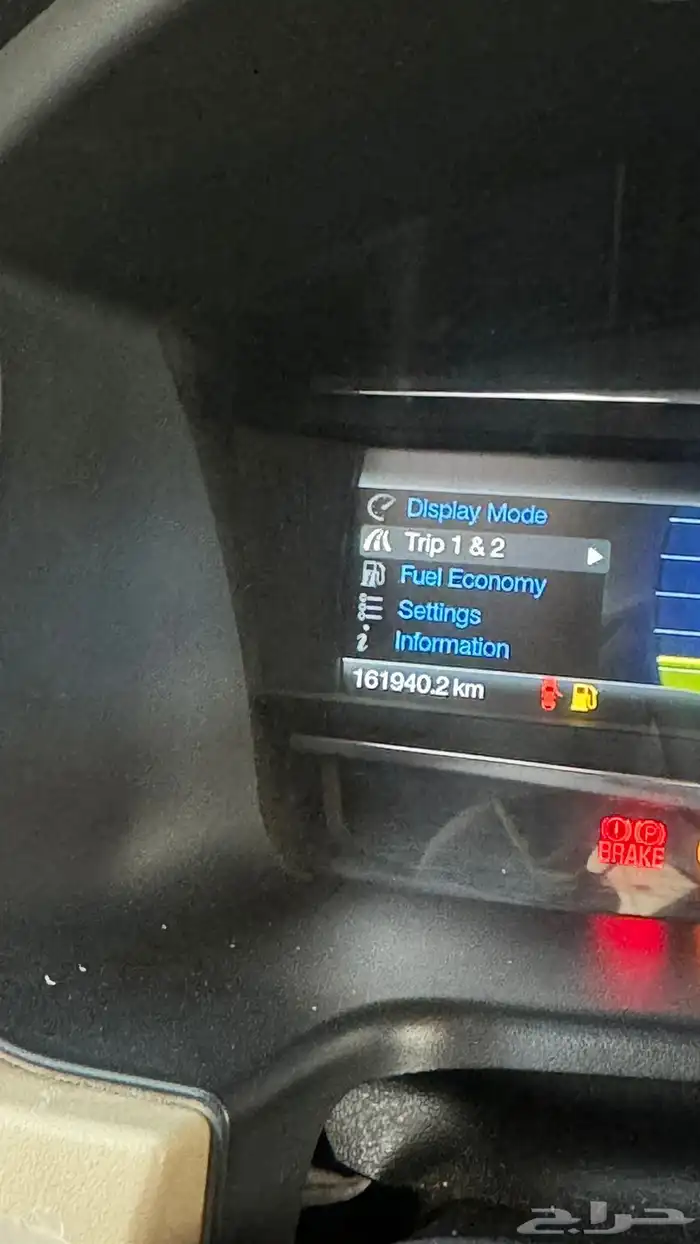 Display Mode
Trip 1 & 2
Fuel Economy
Settings
Information
161940.2 km
(!) (P)
BRAKE
حراج